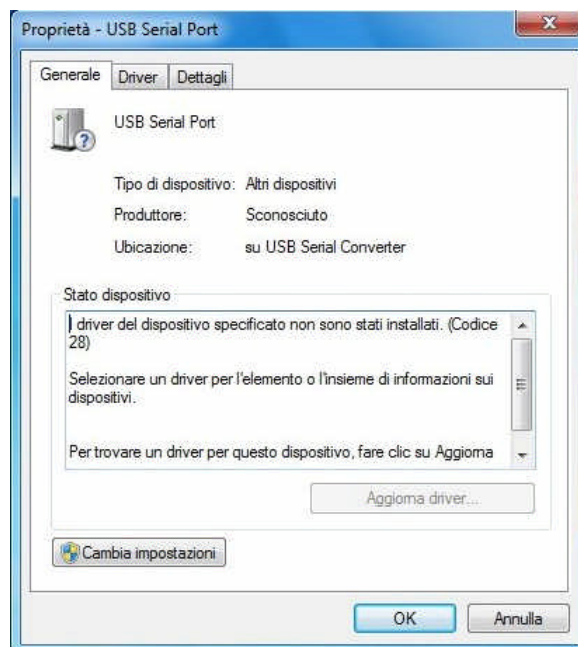 Proprietà - USB Serial Port
Generale Driver Dettagli
USB Serial Port
Tipo di dispositivo: Altri dispositivi
Produttore: Sconosciuto
Ubicazione: su USB Serial Converter
Stato dispositivo
I driver del dispositivo specificato non sono stati installati. (Codice
28)
Selezionare un driver per l'elemento o l'insieme di informazioni sui
dispositivi.
Per trovare un driver per questo dispositivo, fare clic su Aggiorna
Aggiorna driver...
Cambia impostazioni
OK Annulla